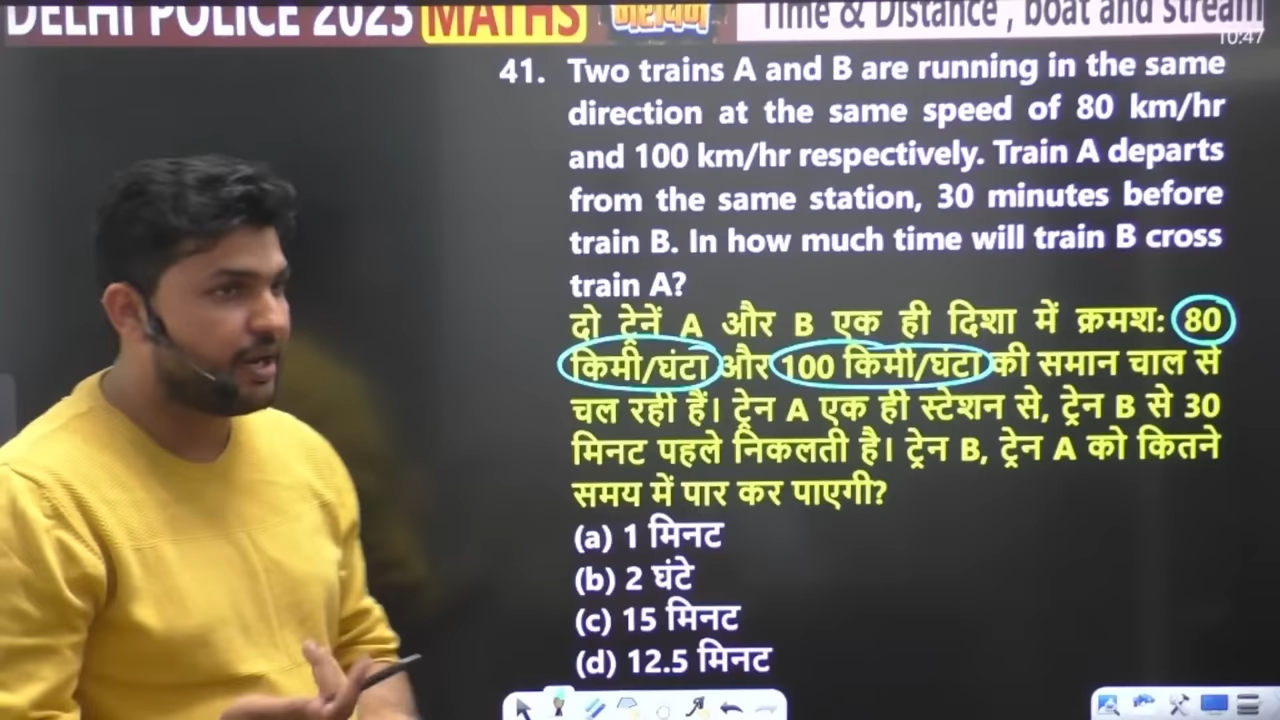 DELHI POLICE 2023 MATHS
Time & Distance , boat and stream
10:47
41. Two trains A and B are running in the same
direction at the same speed of 80 km/hr
and 100 km/hr respectively. Train A departs
from the same station, 30 minutes before
train B. In how much time will train B cross
train A?
दो ट्रेनें A और B एक ही दिशा में क्रमश: 80
किमी/घंटा और 100 किमी/घंटा की समान चाल से
चल रही हैं। ट्रेन A एक ही स्टेशन से, ट्रेन B से 30
मिनट पहले निकलती है। ट्रेन B, ट्रेन A को कितने
समय में पार कर पाएगी?
(a) 1 मिनट
(b) 2 घंटे
(c) 15 मिनट
(d) 12.5 मिनट